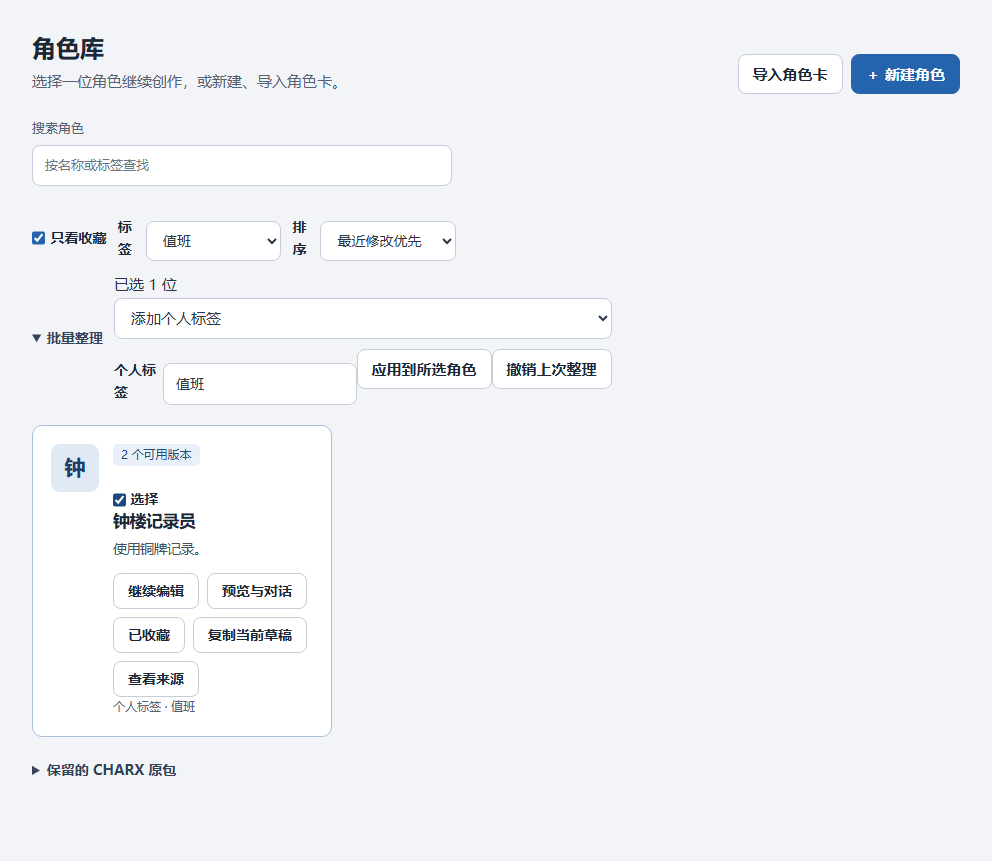 角色库
选择一位角色继续创作，或新建、导入角色卡。
导入角色卡
+ 新建角色
搜索角色
按名称或标签查找
只看收藏
标签
值班
排序
最近修改优先
批量整理
已选 1 位
添加个人标签
个人标签
值班
应用到所选角色
撤销上次整理
钟
2 个可用版本
选择
钟楼记录员
使用铜牌记录。
继续编辑
预览与对话
已收藏
复制当前草稿
查看来源
个人标签 · 值班
保留的 CHARX 原包